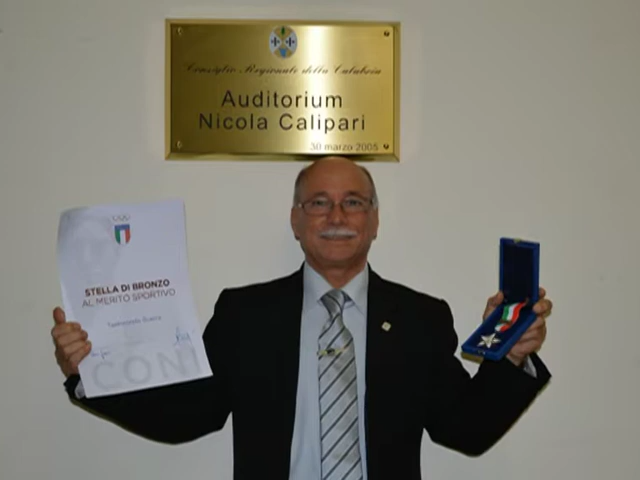 Consiglio Regionale della Calabria
Auditorium
Nicola Calipari
30 marzo 2005
STELLA DI BRONZO
AL MERITO SPORTIVO
CONI